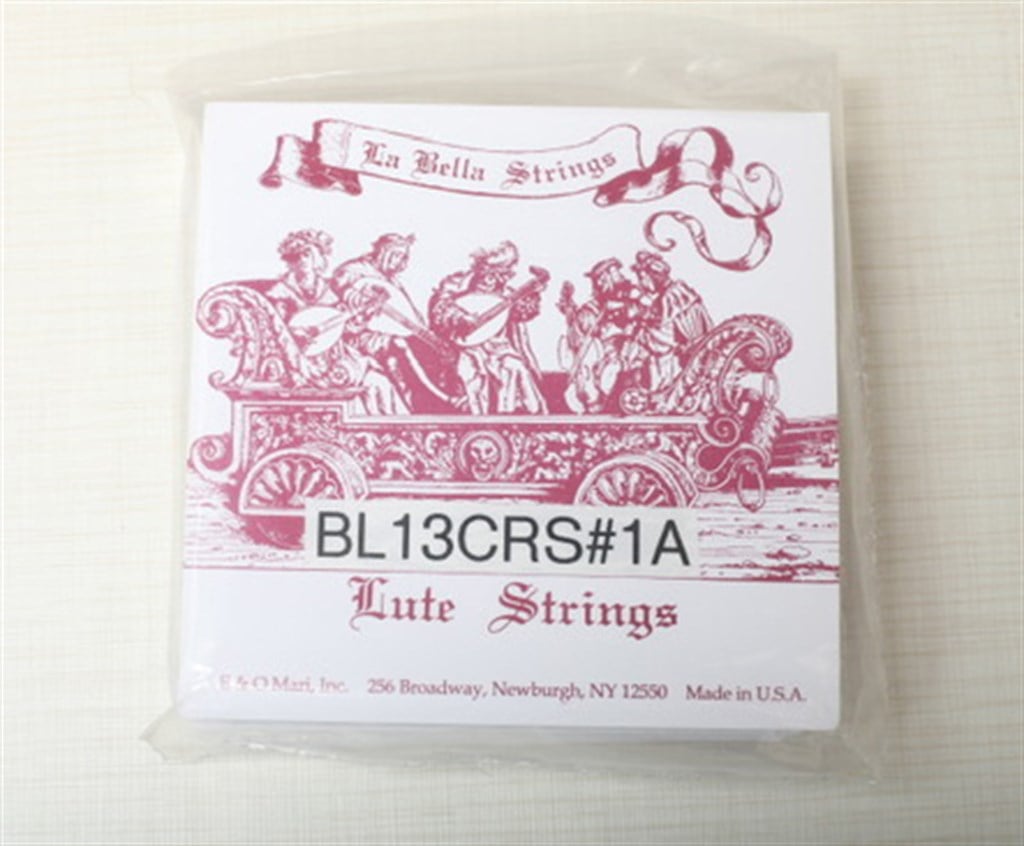 La Bella Strings
BL13CRS#1A
Lute Strings
E & O Mari, Inc. 256 Broadway, Newburgh, NY 12550 Made in U.S.A.